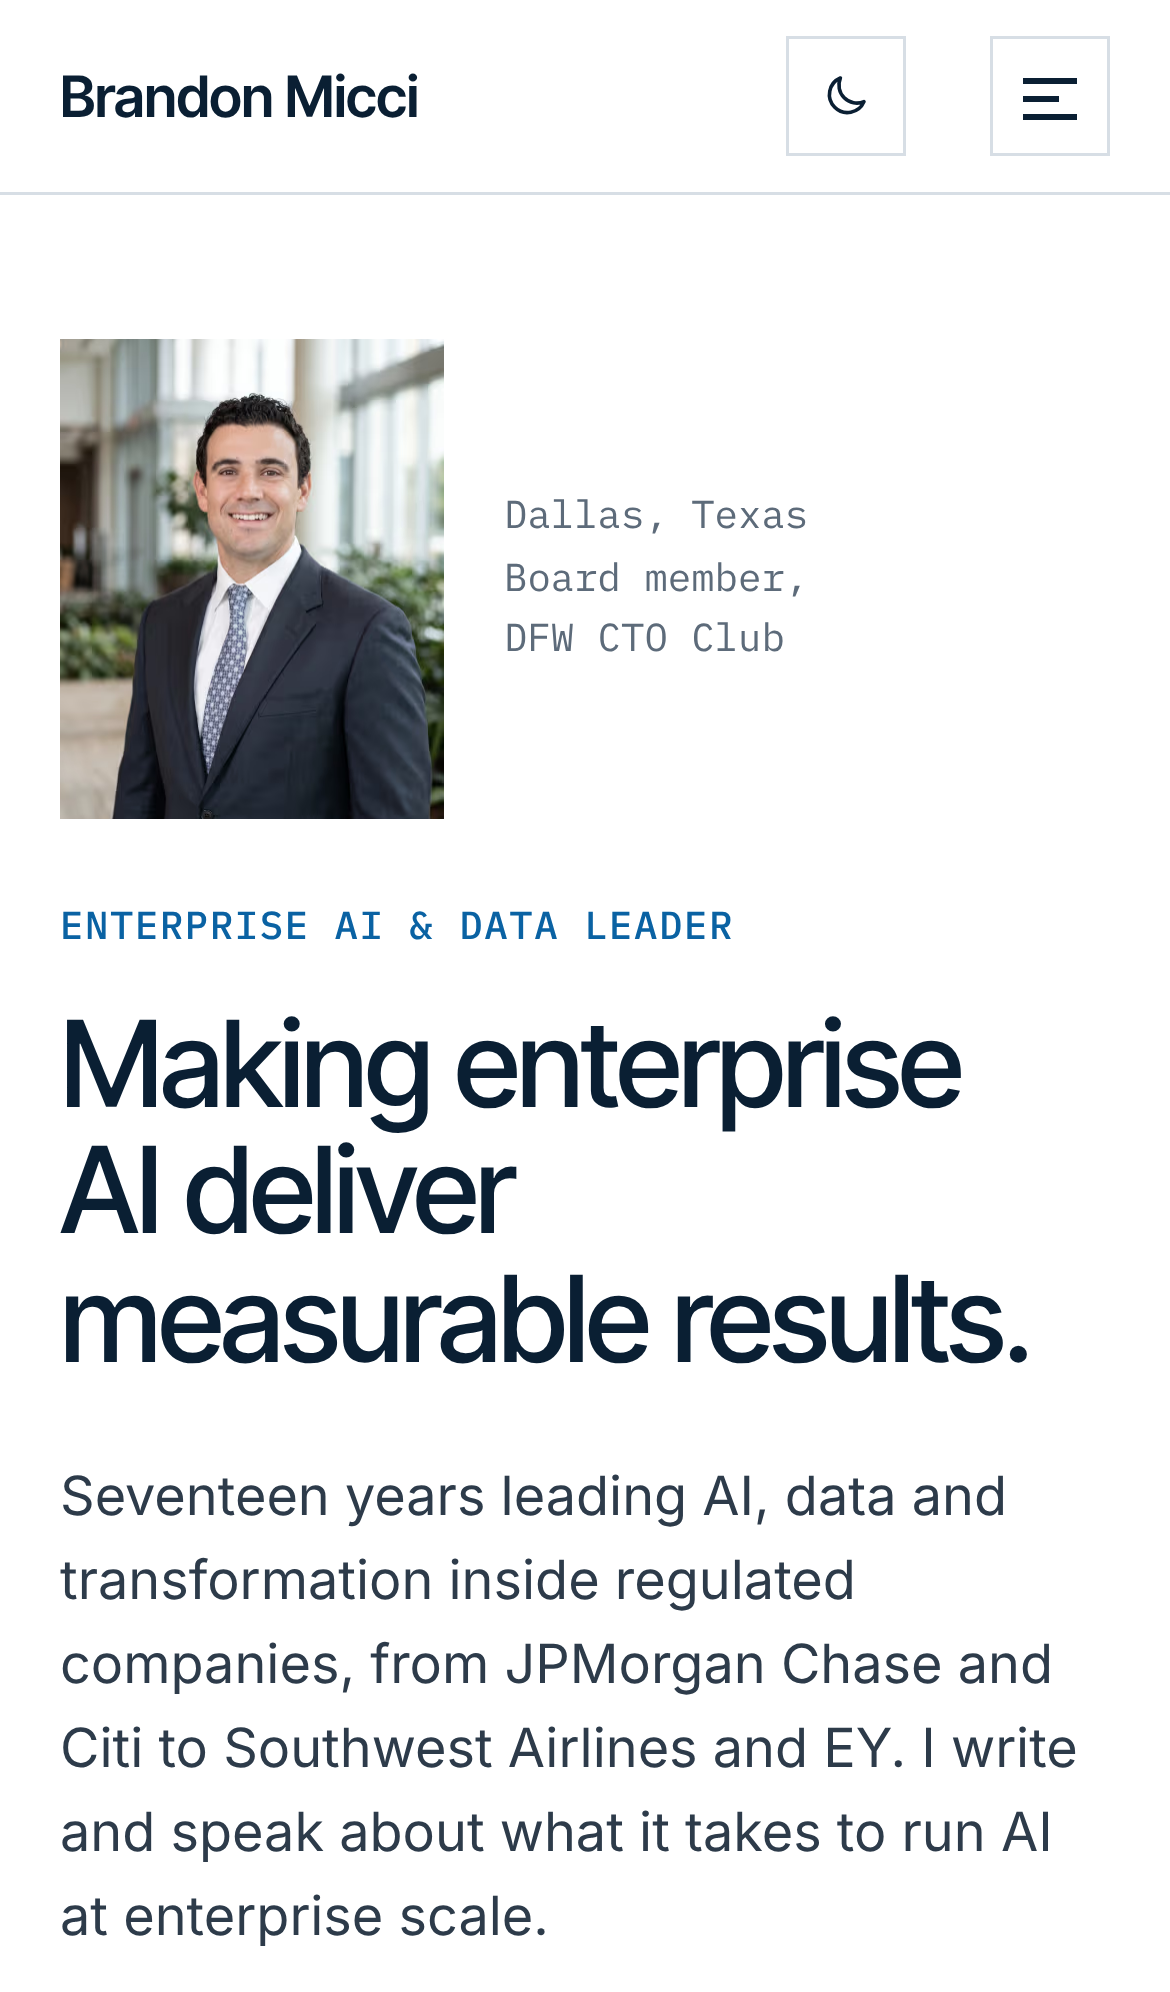 Brandon Micci
Dallas, Texas
Board member,
DFW CTO Club
ENTERPRISE AI & DATA LEADER
Making enterprise
AI deliver
measurable results.
Seventeen years leading AI, data and
transformation inside regulated
companies, from JPMorgan Chase and
Citi to Southwest Airlines and EY. I write
and speak about what it takes to run AI
at enterprise scale.